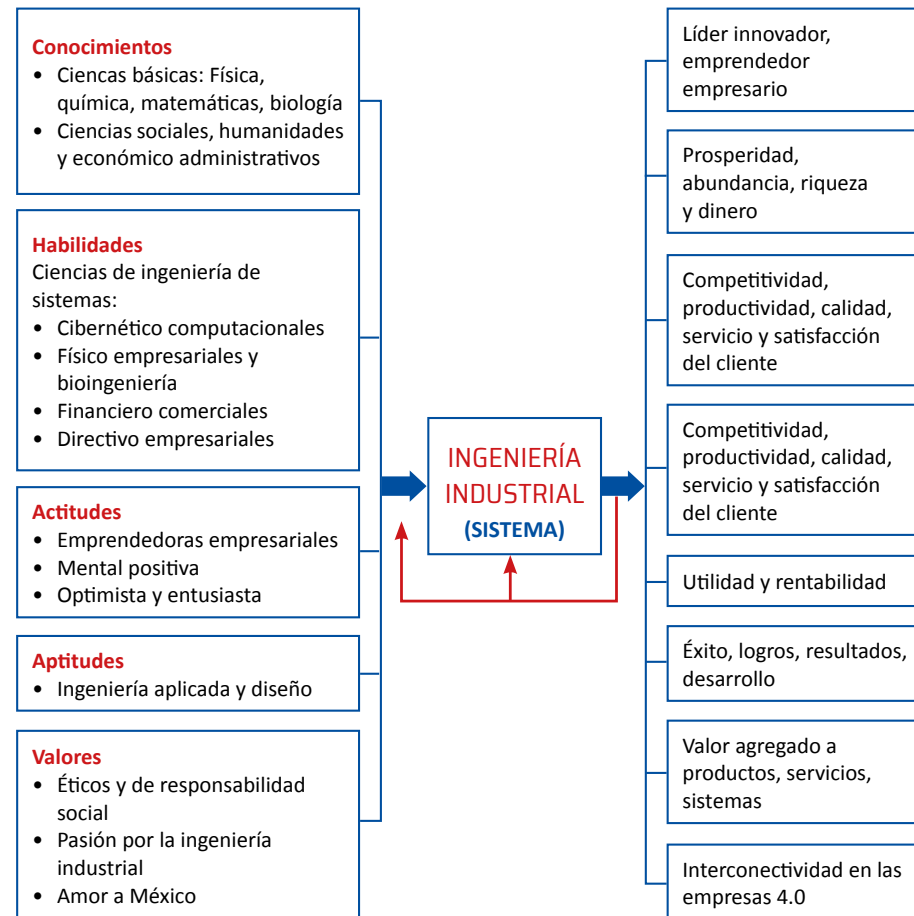 Conocimientos
• Ciencas básicas: Física,
química, matemáticas, biología
• Ciencias sociales, humanidades
y económico administrativos
Habilidades
Ciencias de ingeniería de
sistemas:
• Cibernético computacionales
• Físico empresariales y
bioingeniería
• Financiero comerciales
• Directivo empresariales
Actitudes
• Emprendedoras empresariales
• Mental positiva
• Optimista y entusiasta
Aptitudes
• Ingeniería aplicada y diseño
Valores
• Éticos y de responsabilidad
social
• Pasión por la ingeniería
industrial
• Amor a México
INGENIERÍA
INDUSTRIAL
(SISTEMA)
Líder innovador,
emprendedor
empresario
Prosperidad,
abundancia, riqueza
y dinero
Competitividad,
productividad, calidad,
servicio y satisfacción
del cliente
Competitividad,
productividad, calidad,
servicio y satisfacción
del cliente
Utilidad y rentabilidad
Éxito, logros, resultados,
desarrollo
Valor agregado a
productos, servicios,
sistemas
Interconectividad en las
empresas 4.0